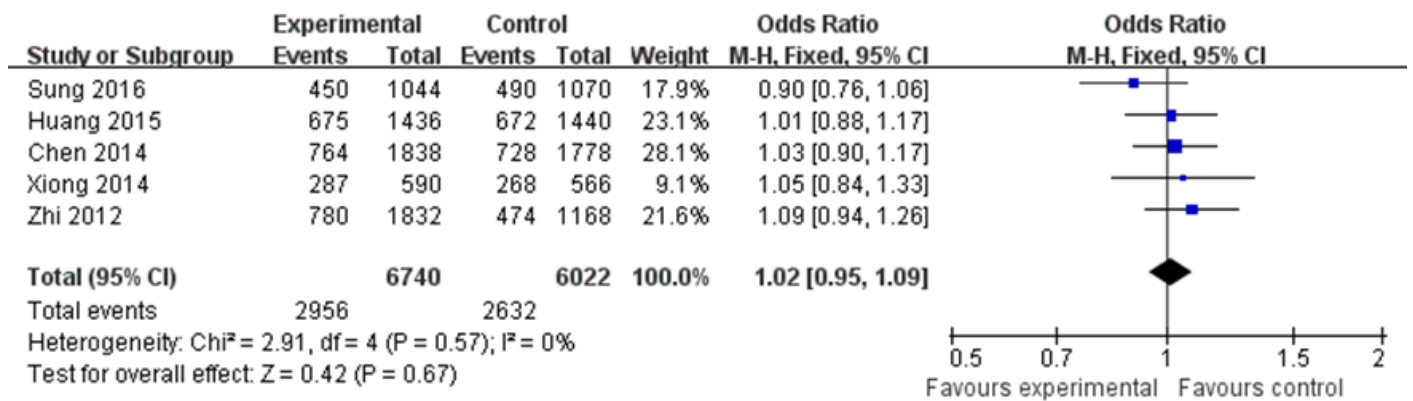 Experimental Control Odds Ratio Odds Ratio
Study or Subgroup Events Total Events Total Weight M-H, Fixed, 95% CI M-H, Fixed, 95% CI
Sung 2016 450 1044 490 1070 17.9% 0.90 [0.76, 1.06]
Huang 2015 675 1436 672 1440 23.1% 1.01 [0.88, 1.17]
Chen 2014 764 1838 728 1778 28.1% 1.03 [0.90, 1.17]
Xiong 2014 287 590 268 566 9.1% 1.05 [0.84, 1.33]
Zhi 2012 780 1832 474 1168 21.6% 1.09 [0.94, 1.26]
Total (95% CI) 6740 6022 100.0% 1.02 [0.95, 1.09]
Total events 2956 2632
Heterogeneity: Chi² = 2.91, df = 4 (P = 0.57); I² = 0%
Test for overall effect: Z = 0.42 (P = 0.67)
0.5 0.7 1 1.5 2
Favours experimental Favours control